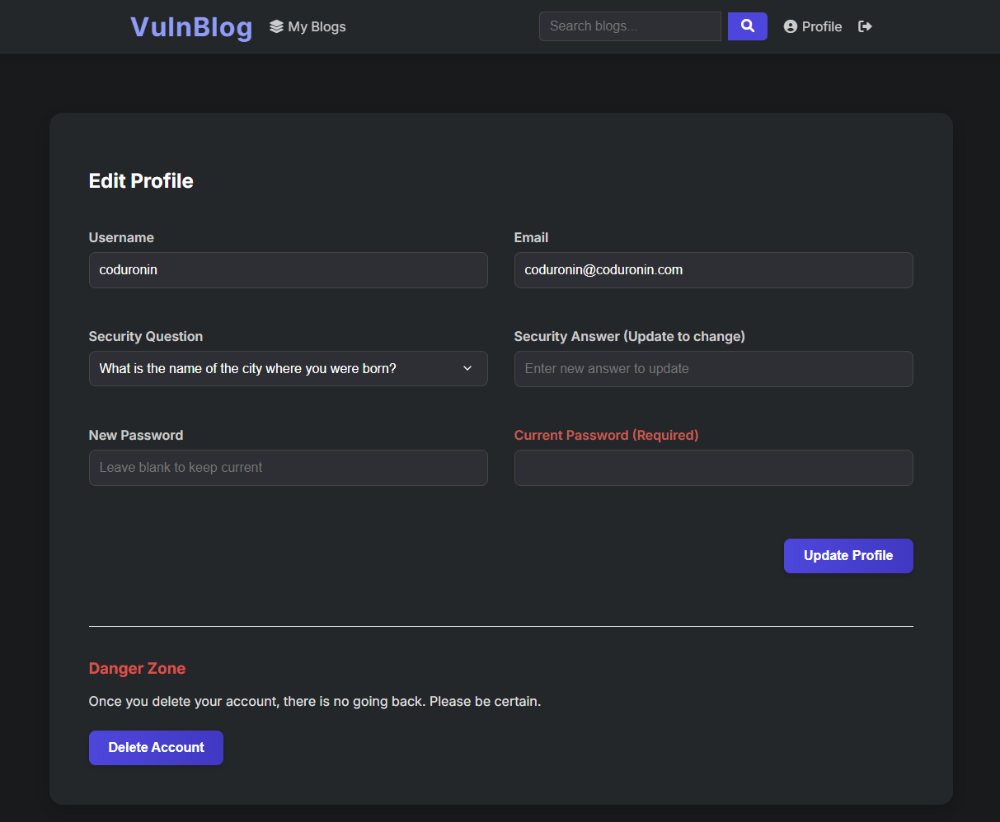 VulnBlog My Blogs Search blogs... Profile
Edit Profile
Username Email
coduronin coduronin@coduronin.com
Security Question Security Answer (Update to change)
What is the name of the city where you were born? Enter new answer to update
New Password Current Password (Required)
Leave blank to keep current
Update Profile
Danger Zone
Once you delete your account, there is no going back. Please be certain.
Delete Account